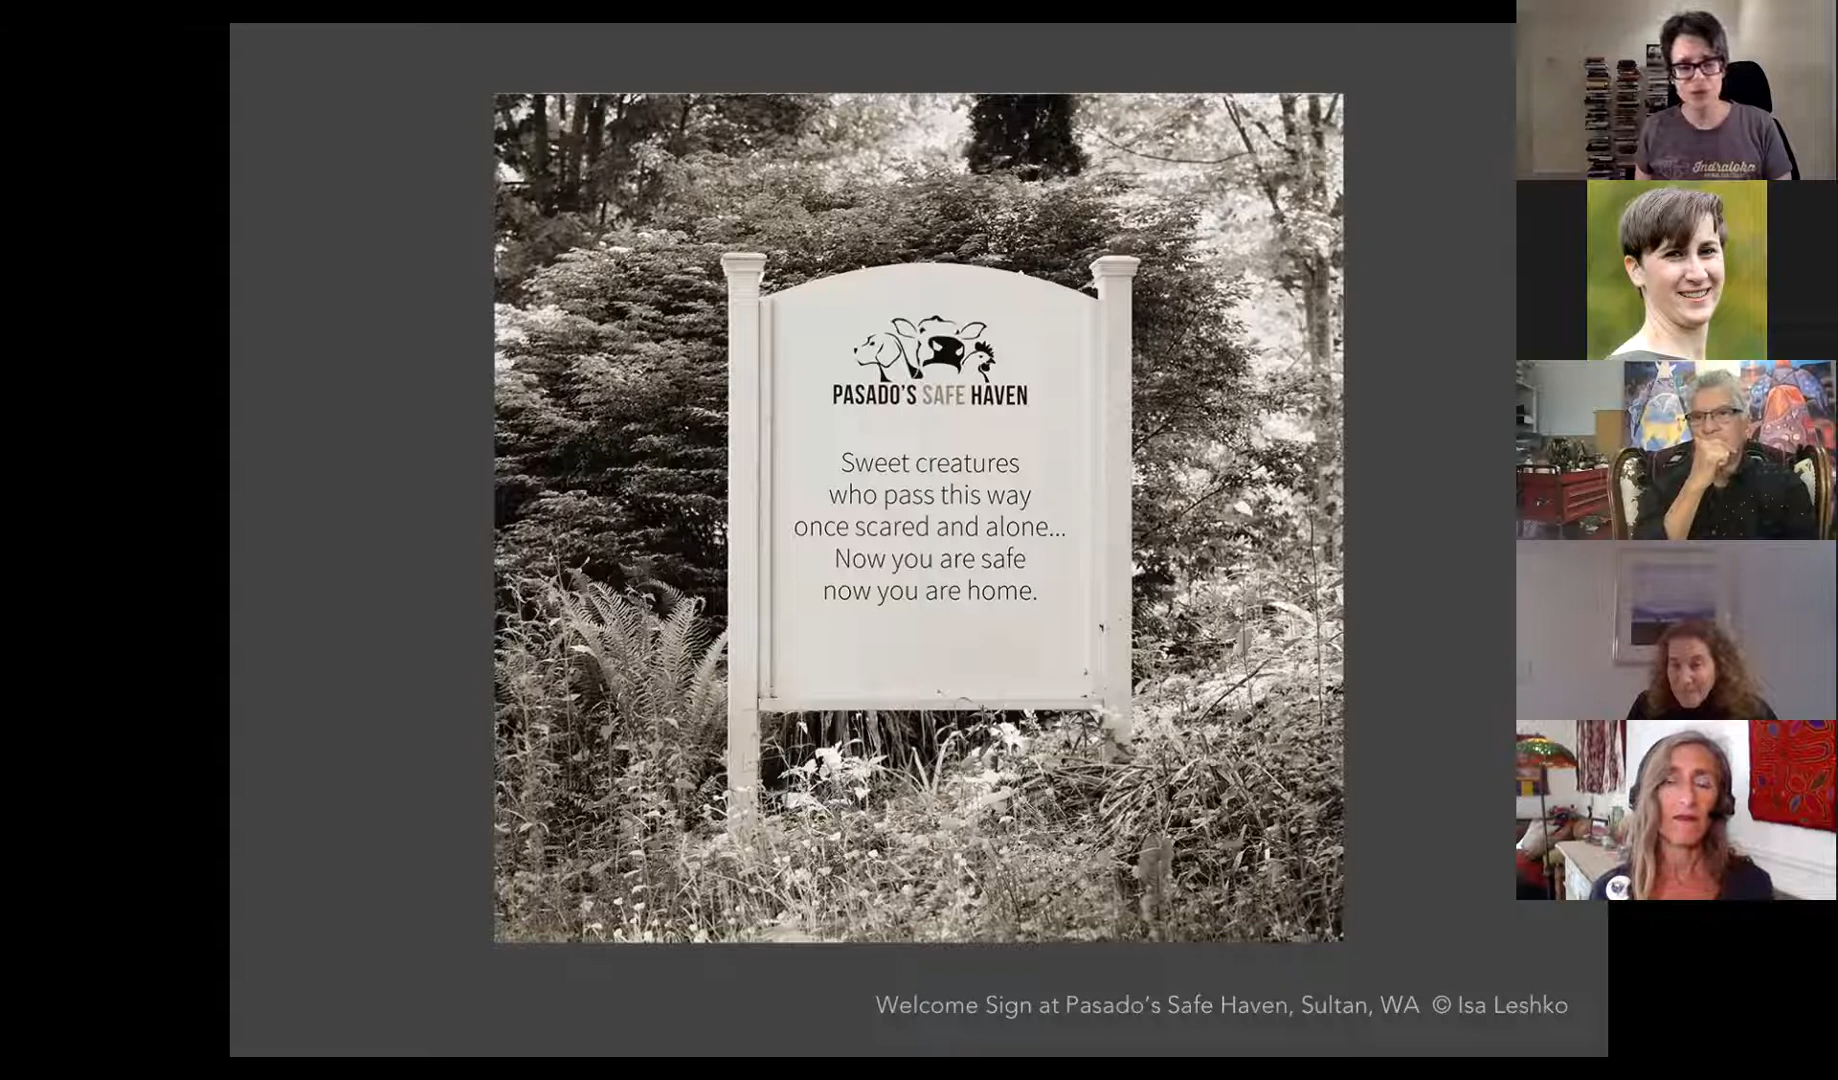 PASADO'S SAFE HAVEN
Sweet creatures
who pass this way
once scared and alone...
Now you are safe
now you are home.
Welcome Sign at Pasado's Safe Haven, Sultan, WA © Isa Leshko
Indraloka